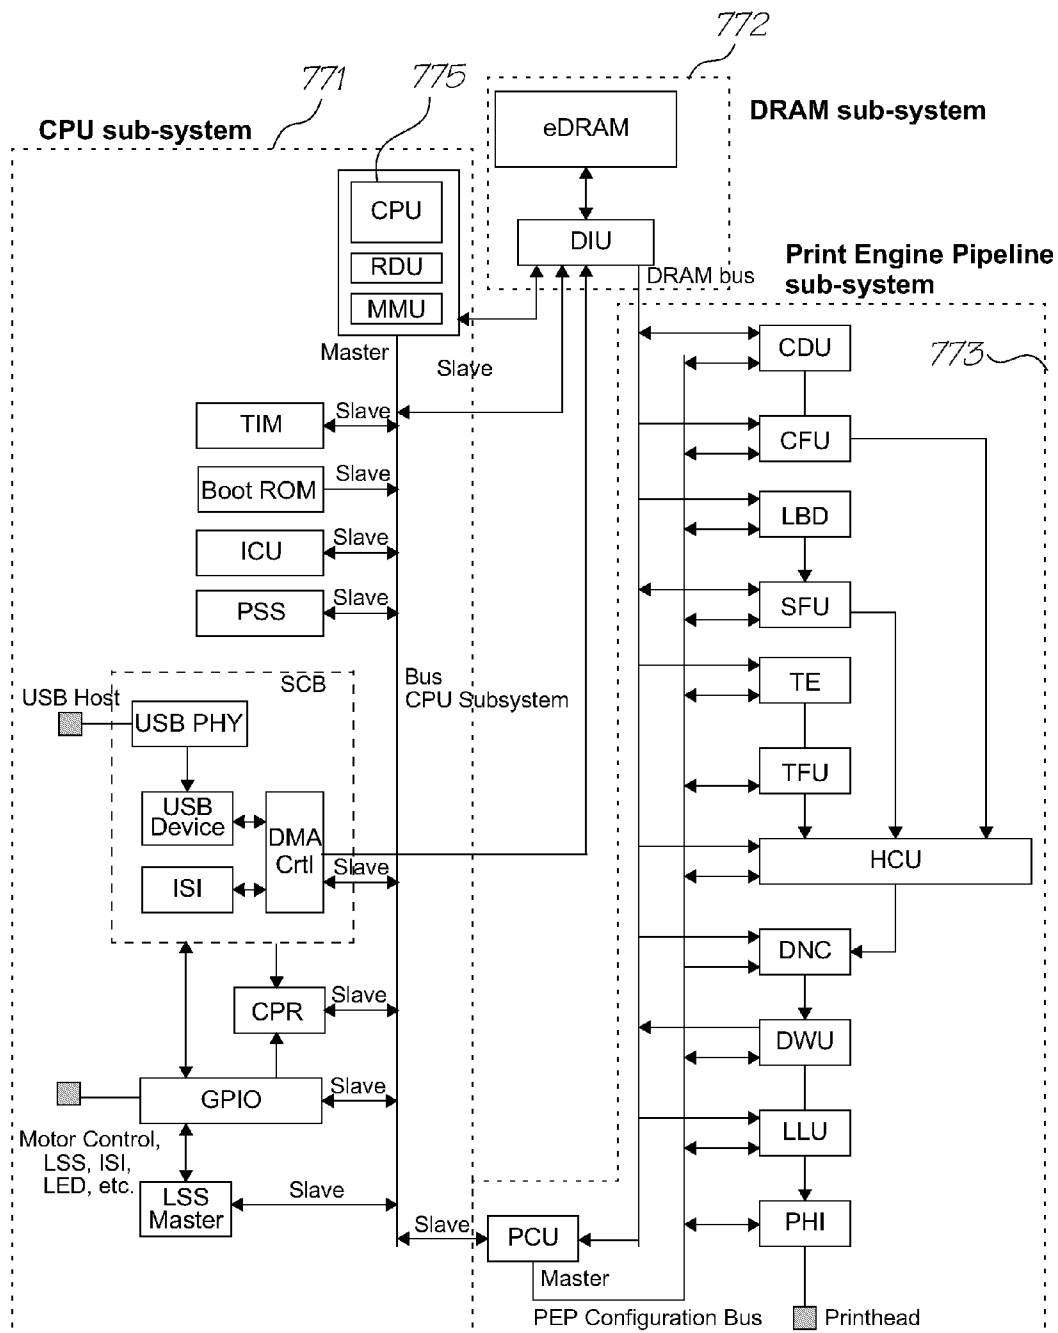 772
771
775
CPU sub-system
DRAM sub-system
eDRAM
CPU
DIU
RDU
MMU
DRAM bus
Print Engine Pipeline
sub-system
773
Master
Slave
CDU
TIM
Slave
CFU
Boot ROM
Slave
LBD
ICU
Slave
PSS
Slave
SFU
SCB
Bus
CPU Subsystem
TE
USB Host
USB PHY
TFU
USB
Device
DMA
Crtl
HCU
ISI
Slave
DNC
CPR
Slave
DWU
GPIO
Slave
LLU
Motor Control,
LSS, ISI,
LED, etc.
LSS
Master
Slave
PHI
Slave
PCU
Master
PEP Configuration Bus
Printhead